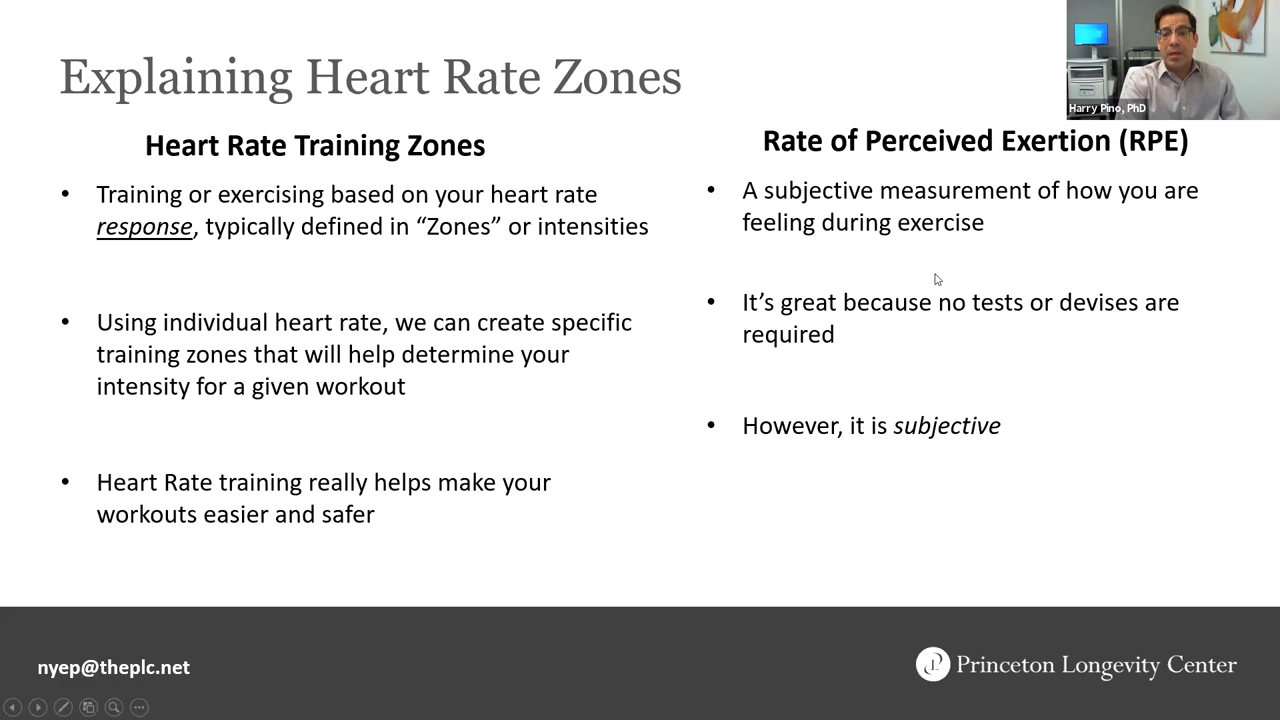 Explaining Heart Rate Zones
Harry Pino, PhD
Heart Rate Training Zones
• Training or exercising based on your heart rate
response, typically defined in “Zones” or intensities
• Using individual heart rate, we can create specific
training zones that will help determine your
intensity for a given workout
• Heart Rate training really helps make your
workouts easier and safer
Rate of Perceived Exertion (RPE)
• A subjective measurement of how you are
feeling during exercise
• It’s great because no tests or devises are
required
• However, it is subjective
nyep@theplc.net
Princeton Longevity Center